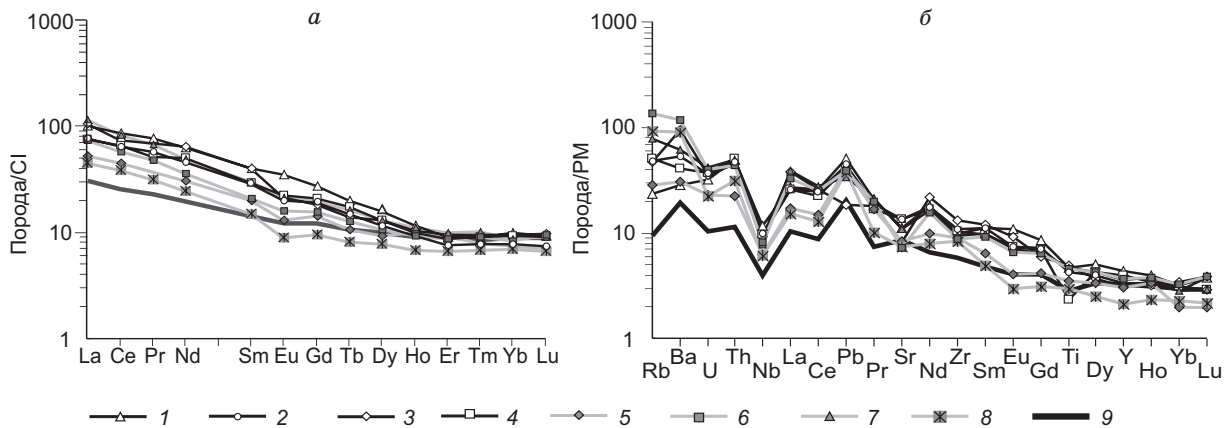 а б
1000 1000
100 100
10 10
1 1
Порода/CI Порода/PM
La Ce Pr Nd Sm Eu Gd Tb Dy Ho Er Tm Yb Lu
Ba Th La Pb Sr Zr Eu Ti Y Yb
Rb U Nb Ce Pr Nd Sm Gd Dy Ho Lu
1 2 3 4 5 6 7 8 9